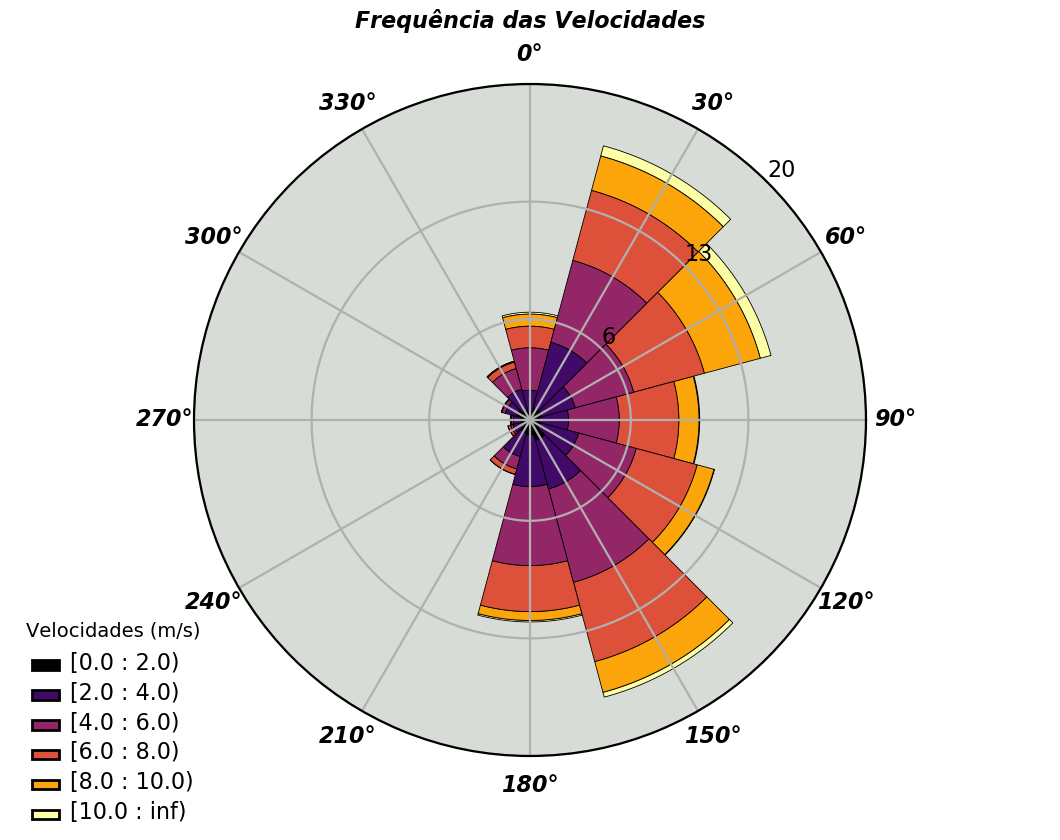 Frequência das Velocidades
0°
330°
30°
20
300°
60°
13
6
270°
90°
240°
120°
210°
150°
180°
Velocidades (m/s)
[0.0 : 2.0)
[2.0 : 4.0)
[4.0 : 6.0)
[6.0 : 8.0)
[8.0 : 10.0)
[10.0 : inf)